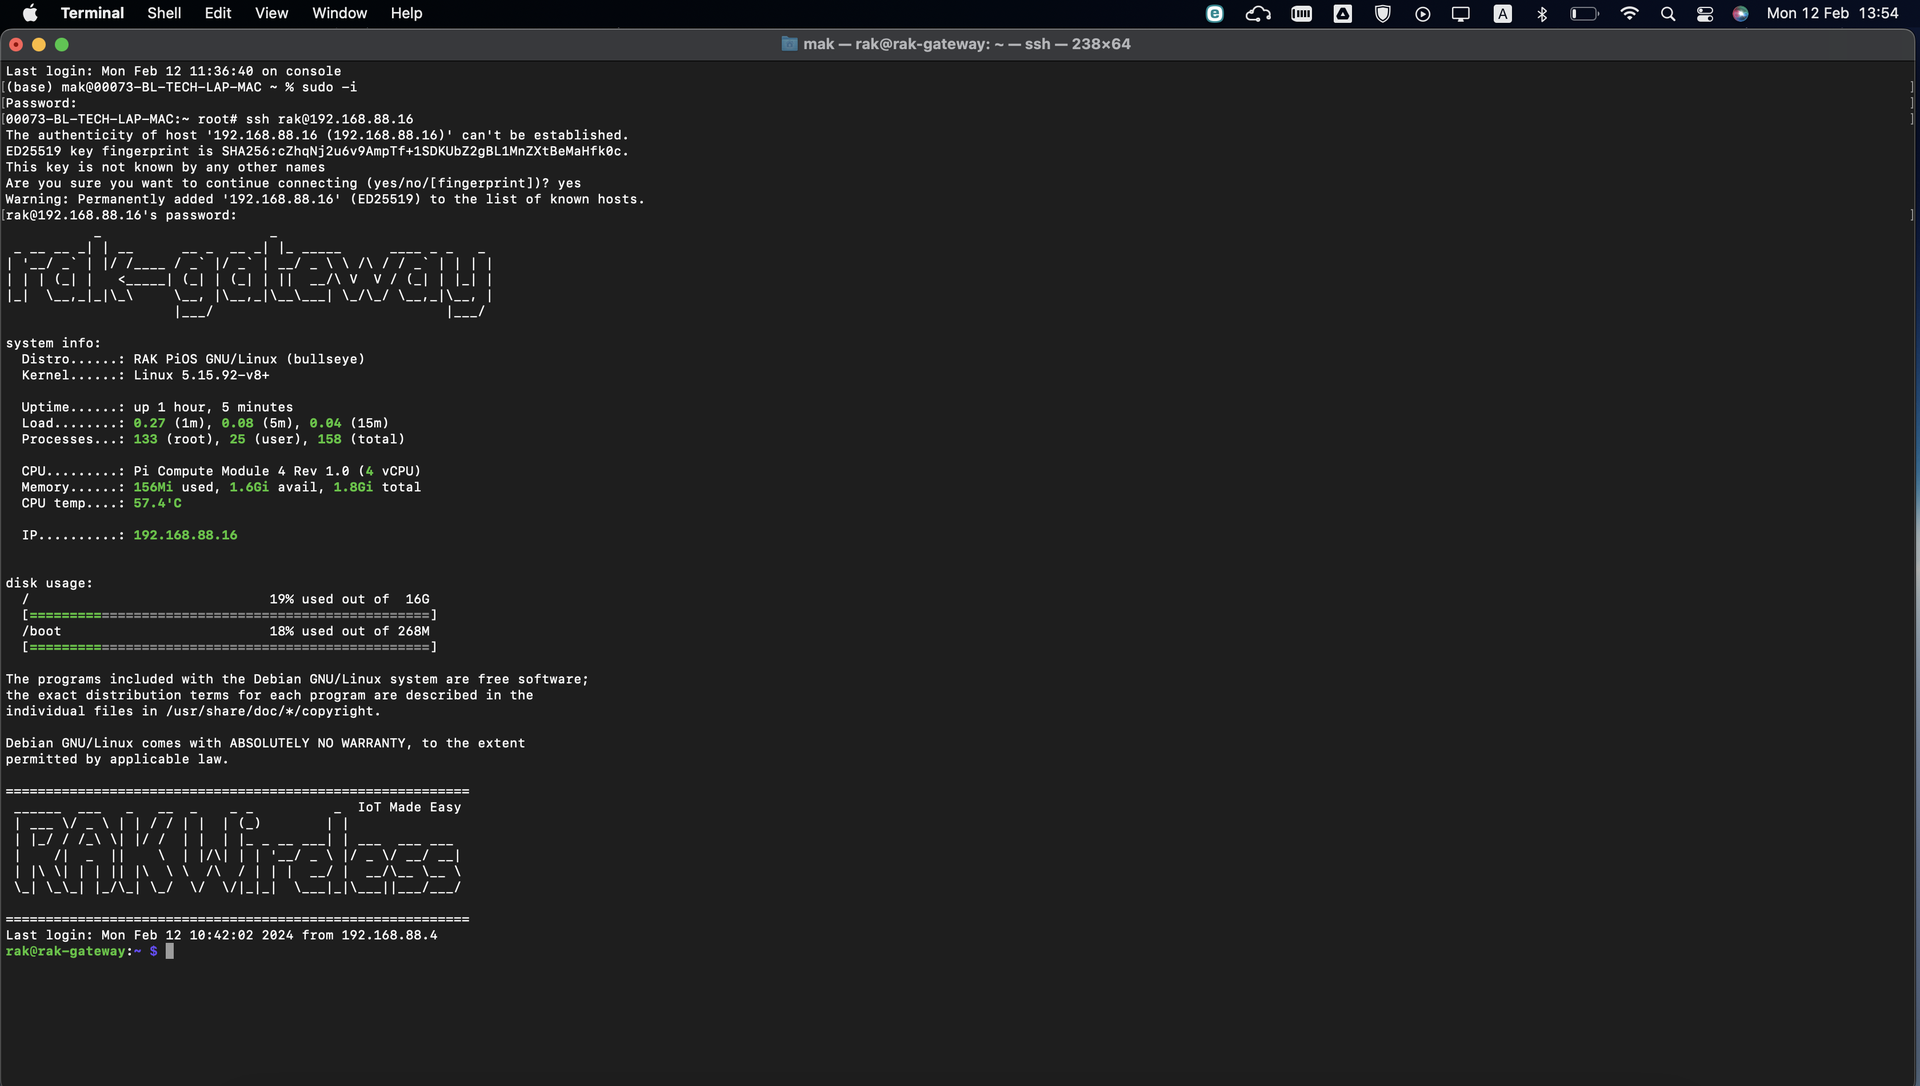 Terminal Shell Edit View Window Help
A
Mon 12 Feb 13:54
mak — rak@rak-gateway: ~ — ssh — 238×64
Last login: Mon Feb 12 11:36:40 on console
[(base) mak@00073-BL-TECH-LAP-MAC ~ % sudo -i ]
[Password: ]
[00073-BL-TECH-LAP-MAC:~ root# ssh rak@192.168.88.16 ]
The authenticity of host '192.168.88.16 (192.168.88.16)' can't be established.
ED25519 key fingerprint is SHA256:cZhqNj2u6v9AmpTf+1SDKUbZ2gBL1MnZXtBeMaHfk0c.
This key is not known by any other names
Are you sure you want to continue connecting (yes/no/[fingerprint])? yes
Warning: Permanently added '192.168.88.16' (ED25519) to the list of known hosts.
[rak@192.168.88.16's password: ]
rak-gateway
system info:
Distro......: RAK PiOS GNU/Linux (bullseye)
Kernel......: Linux 5.15.92-v8+
Uptime......: up 1 hour, 5 minutes
Load........: 0.27 (1m), 0.08 (5m), 0.04 (15m)
Processes...: 133 (root), 25 (user), 158 (total)
CPU.........: Pi Compute Module 4 Rev 1.0 (4 vCPU)
Memory......: 156Mi used, 1.6Gi avail, 1.8Gi total
CPU temp....: 57.4'C
IP..........: 192.168.88.16
disk usage:
/ 19% used out of 16G
[==================================================]
/boot 18% used out of 268M
[==================================================]
The programs included with the Debian GNU/Linux system are free software;
the exact distribution terms for each program are described in the
individual files in /usr/share/doc/*/copyright.
Debian GNU/Linux comes with ABSOLUTELY NO WARRANTY, to the extent
permitted by applicable law.
==========================================================
IoT Made Easy
RAKWireless
==========================================================
Last login: Mon Feb 12 10:42:02 2024 from 192.168.88.4
rak@rak-gateway:~ $